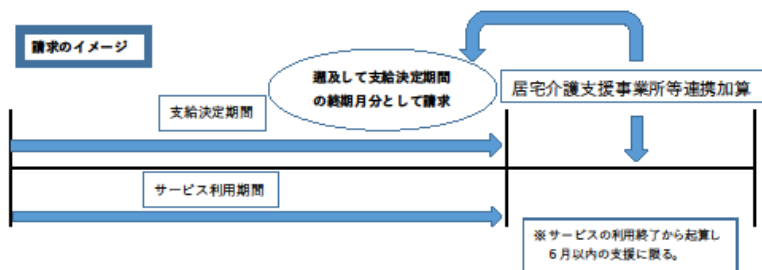 請求のイメージ
遡及して支給決定期間
の終期月分として請求
居宅介護支援事業所等連携加算
支給決定期間
サービス利用期間
※サービスの利用終了から起算し
6月以内の支援に限る。